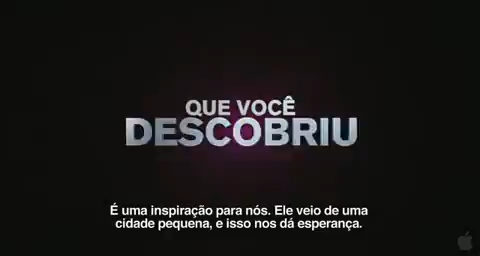 QUE VOCÊ
DESCOBRIU
É uma inspiração para nós. Ele veio de uma
cidade pequena, e isso nos dá esperança.